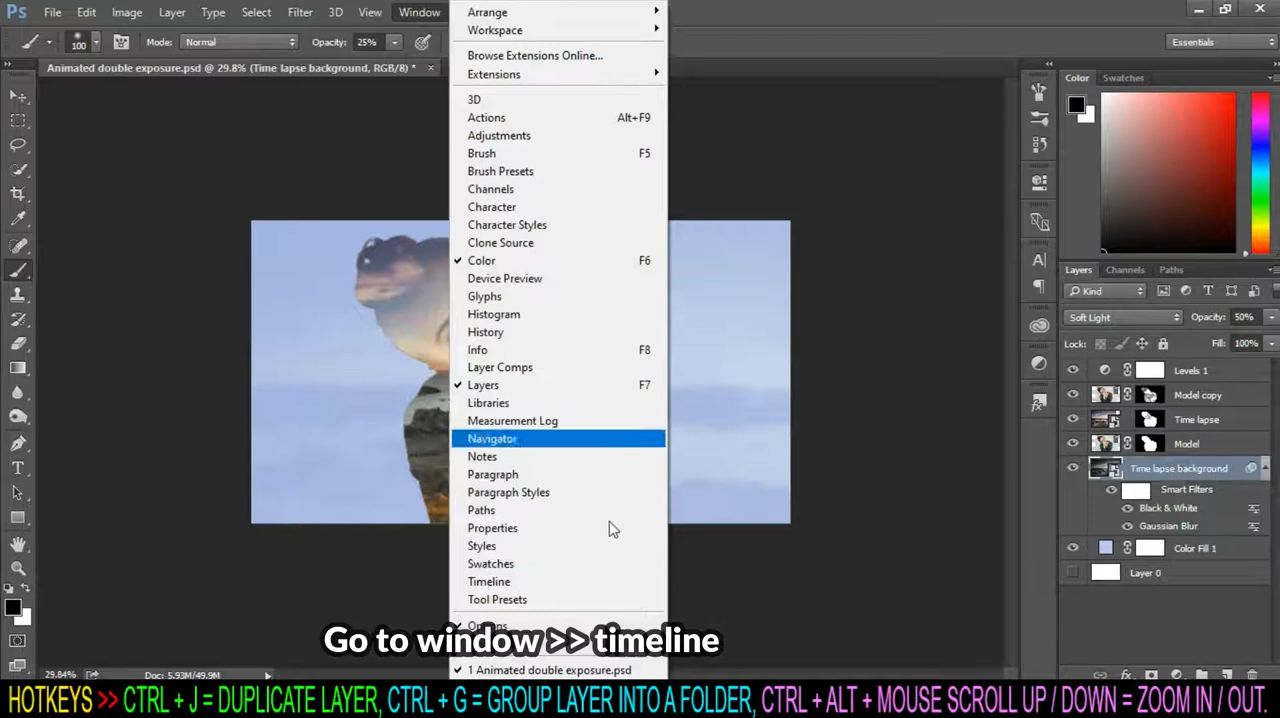 Ps File Edit Image Layer Type Select Filter 3D View Window
100 Mode: Normal Opacity: 25% Essentials
Animated double exposure.psd @ 29.8% (Time lapse background, RGB/8) * ×
Arrange
Workspace
Browse Extensions Online...
Extensions
3D
Actions Alt+F9
Adjustments
Brush F5
Brush Presets
Channels
Character
Character Styles
Clone Source
Color F6
Device Preview
Glyphs
Histogram
History
Info F8
Layer Comps
Layers F7
Libraries
Measurement Log
Navigator
Notes
Paragraph
Paragraph Styles
Paths
Properties
Styles
Swatches
Timeline
Tool Presets
Options
1 Animated double exposure.psd
Color Swatches
Layers Channels Paths
Kind
Soft Light Opacity: 50%
Lock: Fill: 100%
Levels 1
Model copy
Time lapse
Model
Time lapse background
Smart Filters
Black & White
Gaussian Blur
Color Fill 1
Layer 0
Go to window >> timeline
29.84% Doc: 5.93M/49.9M
HOTKEYS >> CTRL + J = DUPLICATE LAYER, CTRL + G = GROUP LAYER INTO A FOLDER, CTRL + ALT + MOUSE SCROLL UP / DOWN = ZOOM IN / OUT.